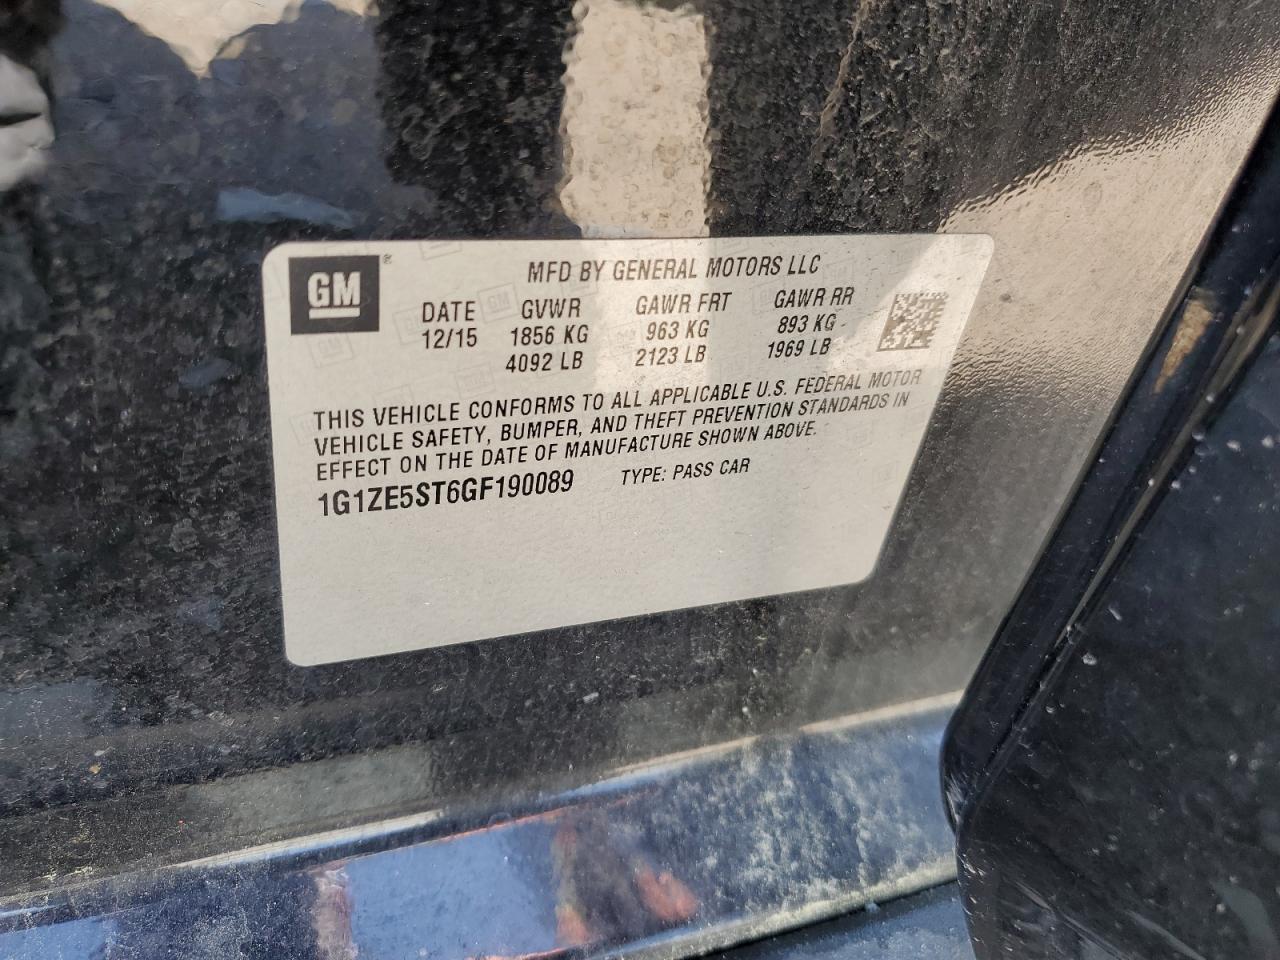 GM ®
MFD BY GENERAL MOTORS LLC
DATE GVWR GAWR FRT GAWR RR
12/15 1856 KG 963 KG 893 KG
4092 LB 2123 LB 1969 LB
THIS VEHICLE CONFORMS TO ALL APPLICABLE U.S. FEDERAL MOTOR
VEHICLE SAFETY, BUMPER, AND THEFT PREVENTION STANDARDS IN
EFFECT ON THE DATE OF MANUFACTURE SHOWN ABOVE.
1G1ZE5ST6GF190089 TYPE: PASS CAR